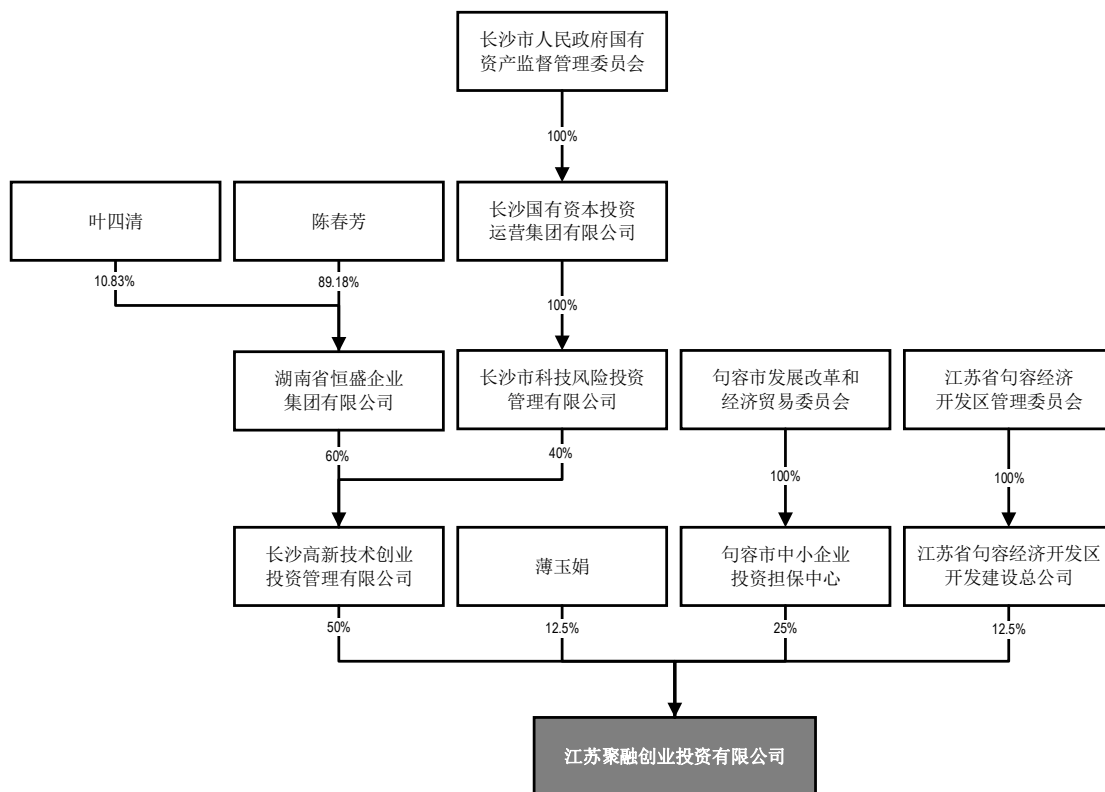 长沙市人民政府国有
资产监督管理委员会
100%
叶四清
陈春芳
长沙国有资本投资
运营集团有限公司
10.83%
89.18%
100%
湖南省恒盛企业
集团有限公司
长沙市科技风险投资
管理有限公司
句容市发展改革和
经济贸易委员会
江苏省句容经济
开发区管理委员会
60%
40%
100%
100%
长沙高新技术创业
投资管理有限公司
薄玉娟
句容市中小企业
投资担保中心
江苏省句容经济开发区
开发建设总公司
50%
12.5%
25%
12.5%
江苏聚融创业投资有限公司